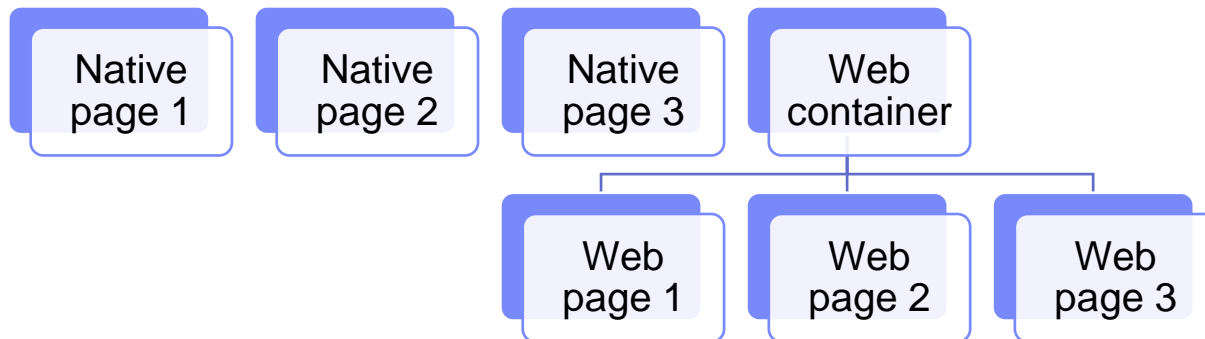 Native
page 1
Native
page 2
Native
page 3
Web
container
Web
page 1
Web
page 2
Web
page 3